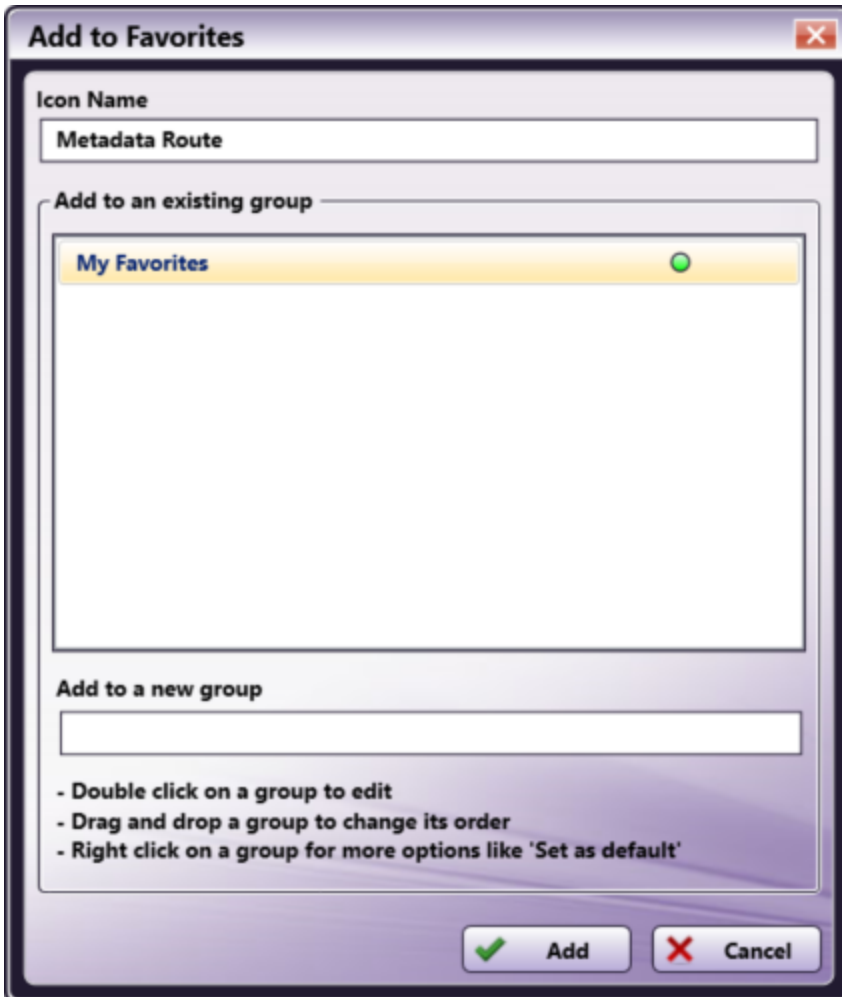 Add to Favorites
Icon Name
Metadata Route
Add to an existing group
My Favorites
Add to a new group
- Double click on a group to edit
- Drag and drop a group to change its order
- Right click on a group for more options like 'Set as default'
Add
Cancel